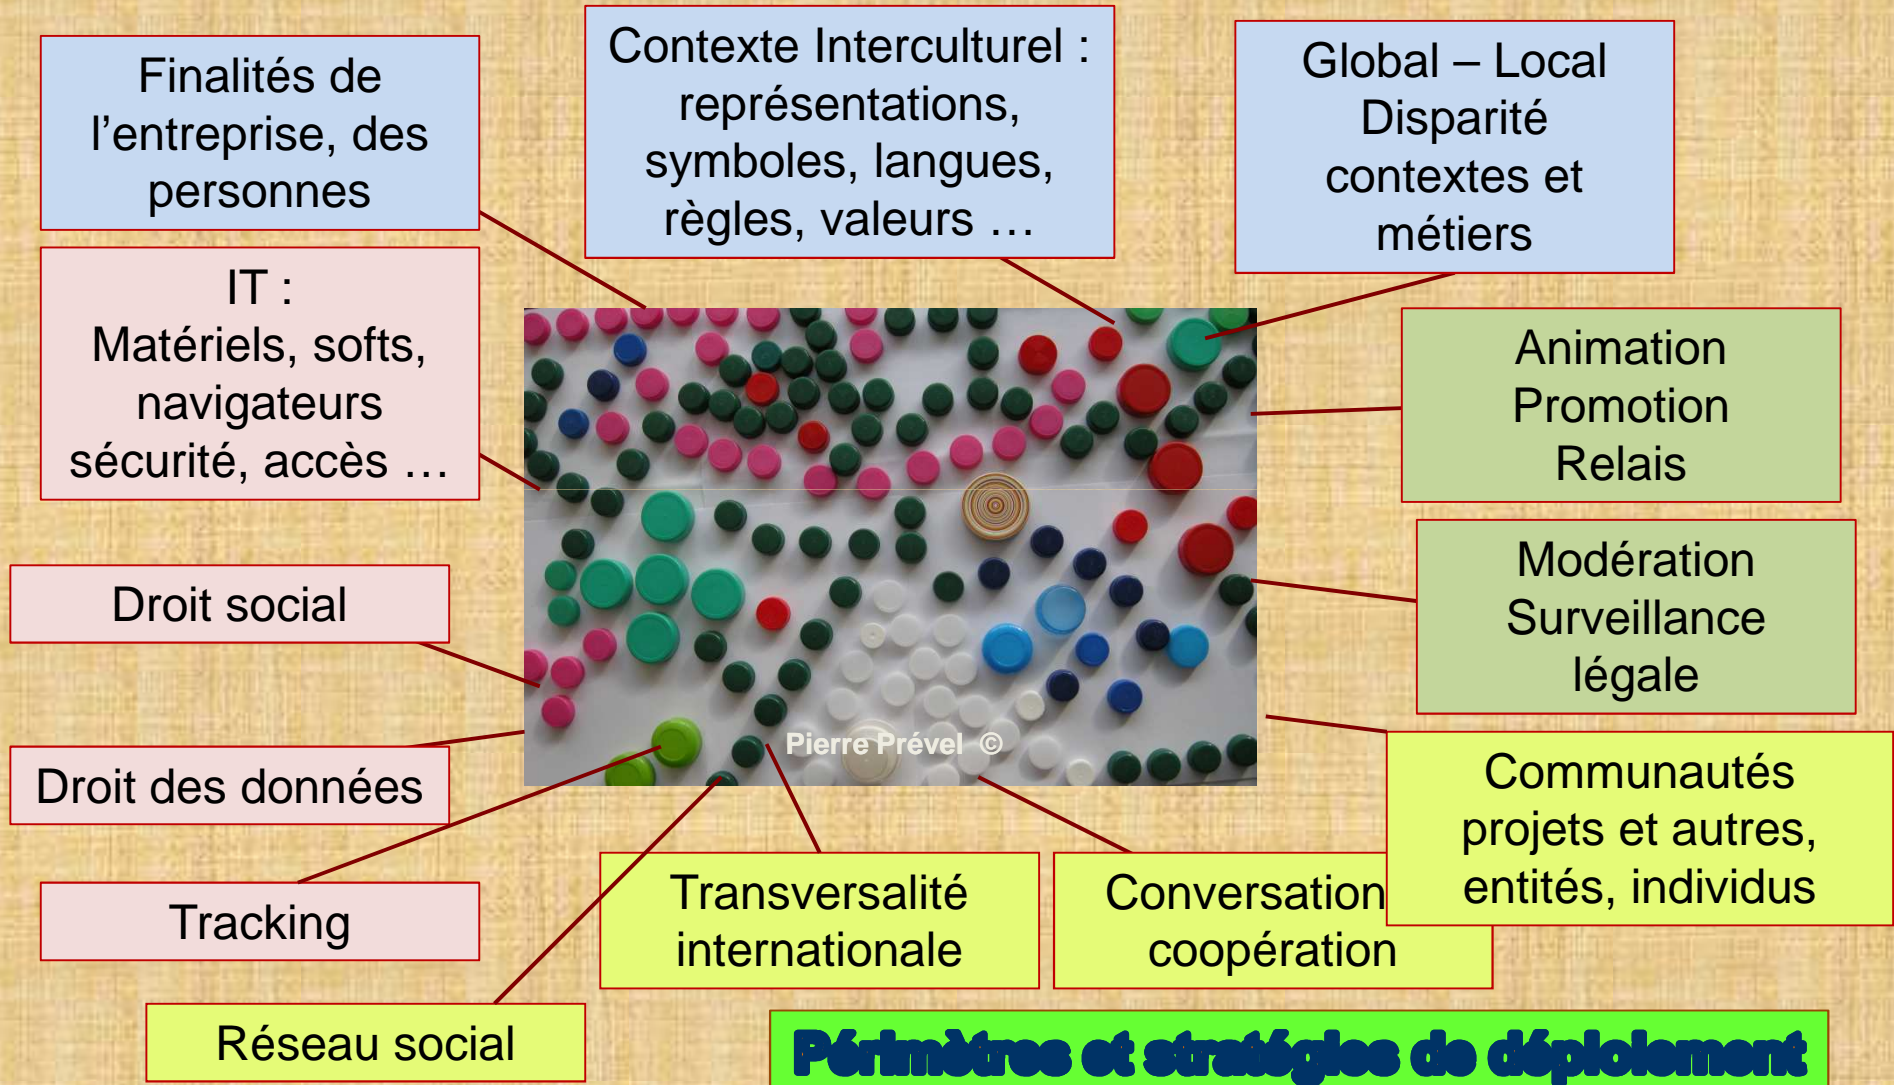 Finalités de
l’entreprise, des
personnes
Contexte Interculturel :
représentations,
symboles, langues,
règles, valeurs …
Global – Local
Disparité
contextes et
métiers
IT :
Matériels, softs,
navigateurs
sécurité, accès …
Animation
Promotion
Relais
Modération
Surveillance
légale
Droit social
Droit des données
Pierre Prével ©
Communautés
projets et autres,
entités, individus
Tracking
Transversalité
internationale
Conversation
coopération
Réseau social
Périmètres et stratégies de déploiement